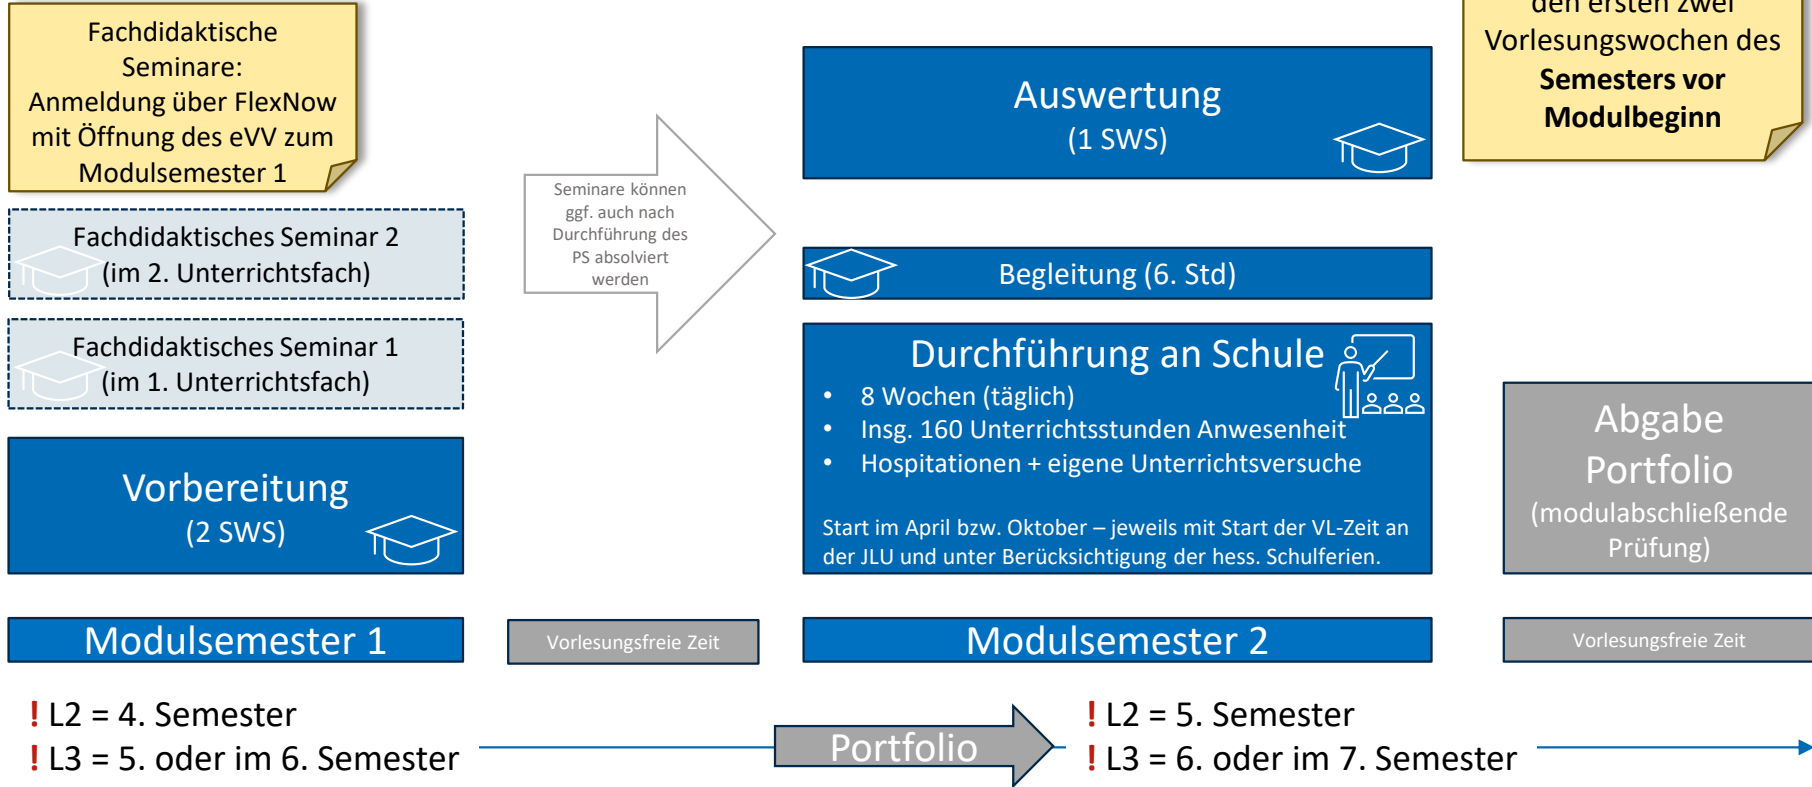 Fachdidaktische
Seminare:
Anmeldung über FlexNow
mit Öffnung des eVV zum
Modulsemester 1
Fachdidaktisches Seminar 2
(im 2. Unterrichtsfach)
Fachdidaktisches Seminar 1
(im 1. Unterrichtsfach)
Vorbereitung
(2 SWS)
Seminare können
ggf. auch nach
Durchführung des
PS absolviert
werden
Auswertung
(1 SWS)
Begleitung (6. Std)
Durchführung an Schule
• 8 Wochen (täglich)
• Insg. 160 Unterrichtsstunden Anwesenheit
• Hospitationen + eigene Unterrichtsversuche
Start im April bzw. Oktober – jeweils mit Start der VL-Zeit an
der JLU und unter Berücksichtigung der hess. Schulferien.
den ersten zwei
Vorlesungswochen des
Semesters vor
Modulbeginn
Abgabe
Portfolio
(modulabschließende
Prüfung)
Modulsemester 1
Vorlesungsfreie Zeit
Modulsemester 2
Vorlesungsfreie Zeit
! L2 = 4. Semester
! L3 = 5. oder im 6. Semester
Portfolio
! L2 = 5. Semester
! L3 = 6. oder im 7. Semester